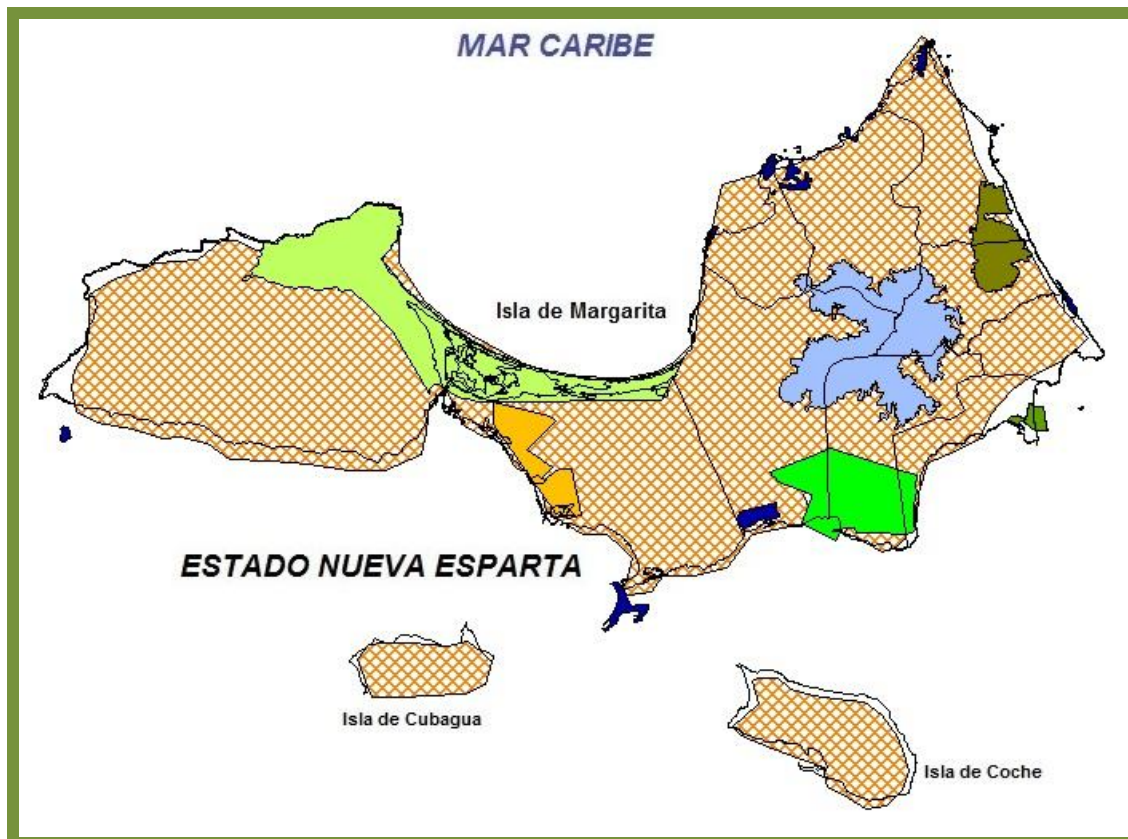 MAR CARIBE
Isla de Margarita
ESTADO NUEVA ESPARTA
Isla de Cubagua
Isla de Coche